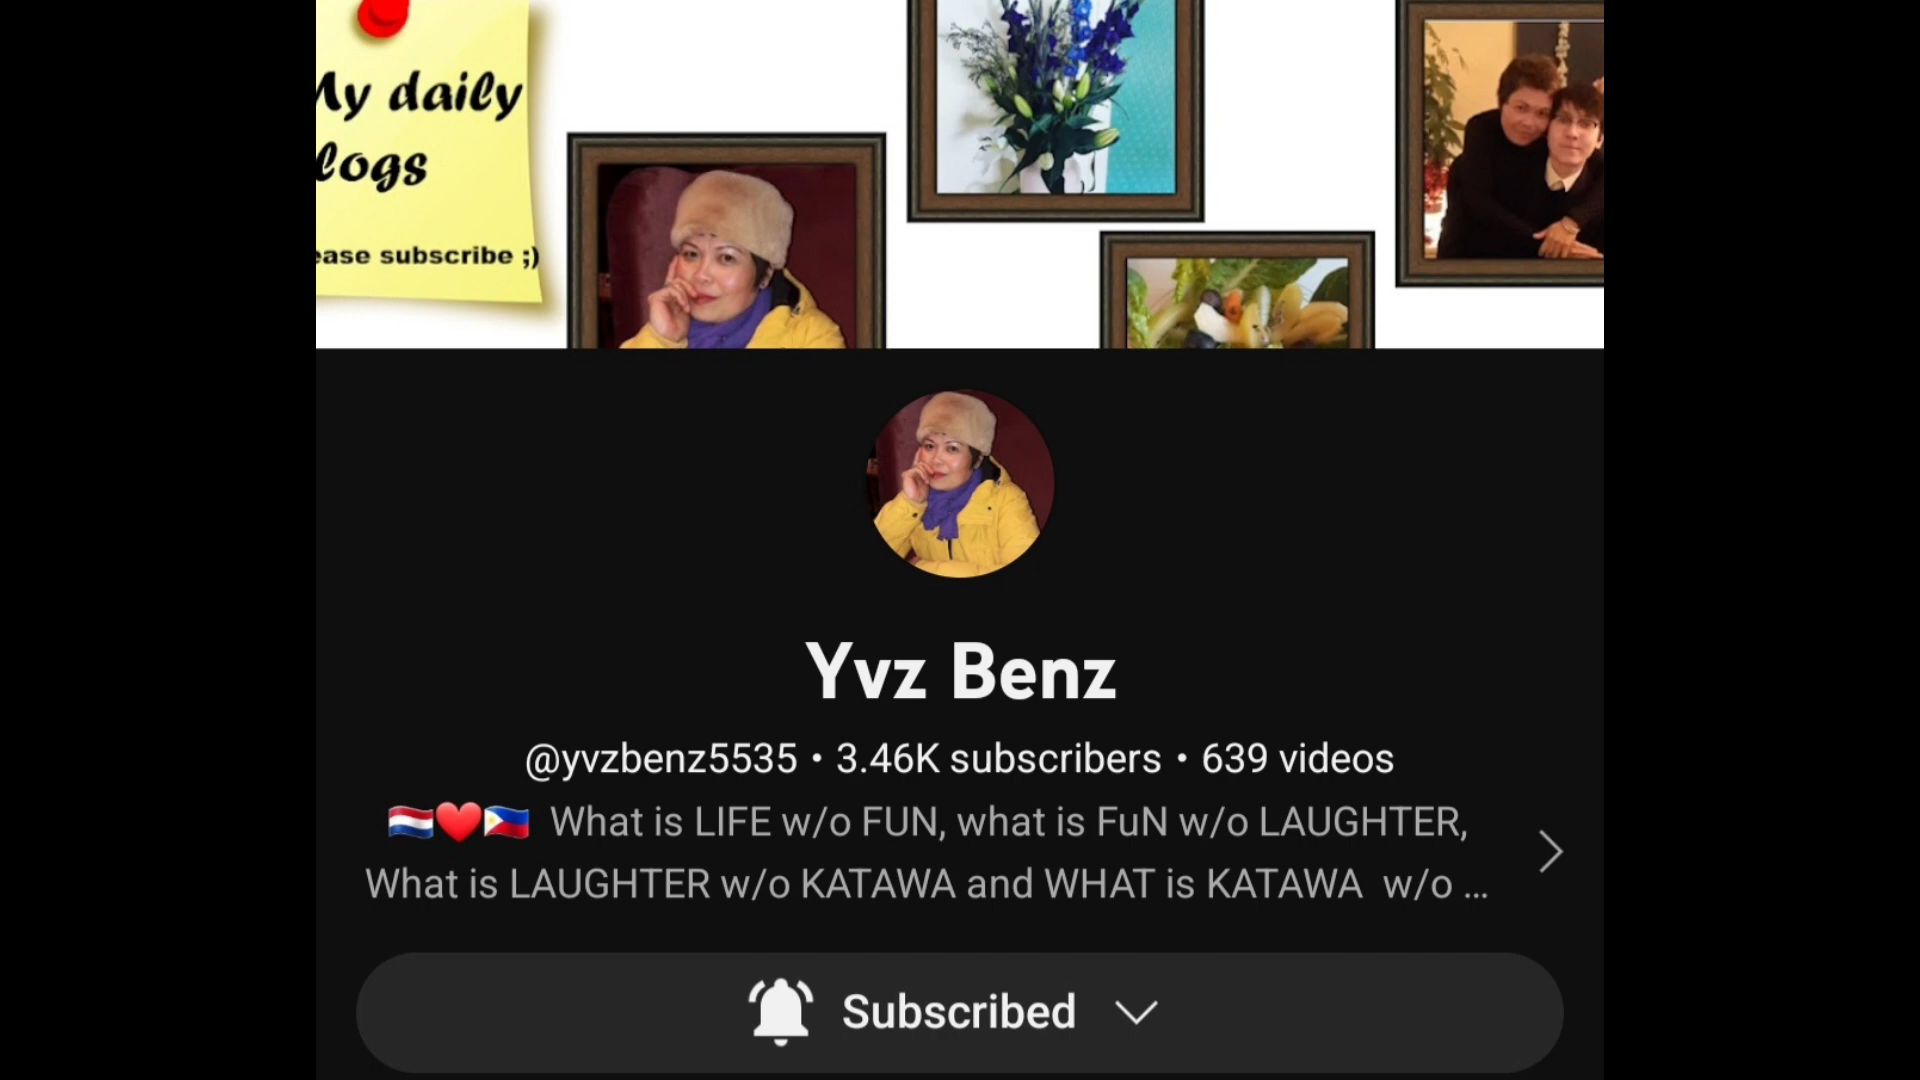 My daily
logs
ease subscribe ;)
Yvz Benz
@yvzbenz5535 • 3.46K subscribers • 639 videos
🇳🇱❤️🇵🇭 What is LIFE w/o FUN, what is FuN w/o LAUGHTER,
What is LAUGHTER w/o KATAWA and WHAT is KATAWA w/o ...
Subscribed